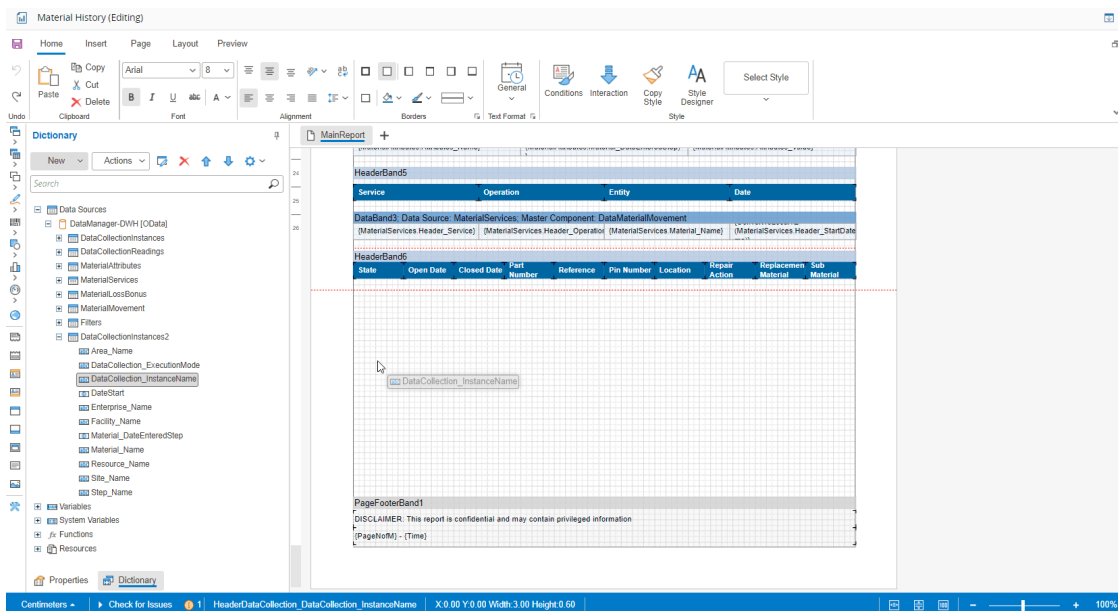 Material History (Editing)
Home Insert Page Layout Preview
Paste
Copy
Cut
Delete
Arial 8
B I U abc A
General
Conditions Interaction Copy Style Style Designer
Select Style
Undo Clipboard Font Alignment Borders Text Format Style
Dictionary
New Actions
Search
Data Sources
DataManager-DWH [OData]
DataCollectionInstances
DataCollectionReadings
MaterialAttributes
MaterialServices
MaterialLossBonus
MaterialMovement
Filters
DataCollectionInstances2
Area_Name
DataCollection_ExecutionMode
DataCollection_InstanceName
DateStart
Enterprise_Name
Facility_Name
Material_DateEnteredStep
Material_Name
Resource_Name
Site_Name
Step_Name
Variables
System Variables
fx Functions
Resources
Properties Dictionary
MainReport +
24
25
26
HeaderBand5
Service Operation Entity Date
DataBand3; Data Source: MaterialServices; Master Component: DataMaterialMovement
{MaterialServices.Header_Service} {MaterialServices.Header_Operation {MaterialServices.Material_Name} {MaterialServices.Header_StartDate
HeaderBand6
State Open Date Closed Date Part Number Reference Pin Number Location Repair Action Replacemen Material Sub Material
DataCollection_InstanceName
PageFooterBand1
DISCLAIMER: This report is confidential and may contain privileged information
{PageNofM} - {Time}
Centimeters Check for Issues 1 HeaderDataCollection_DataCollection_InstanceName X:0.00 Y:0.00 Width:3.00 Height:0.60 100%